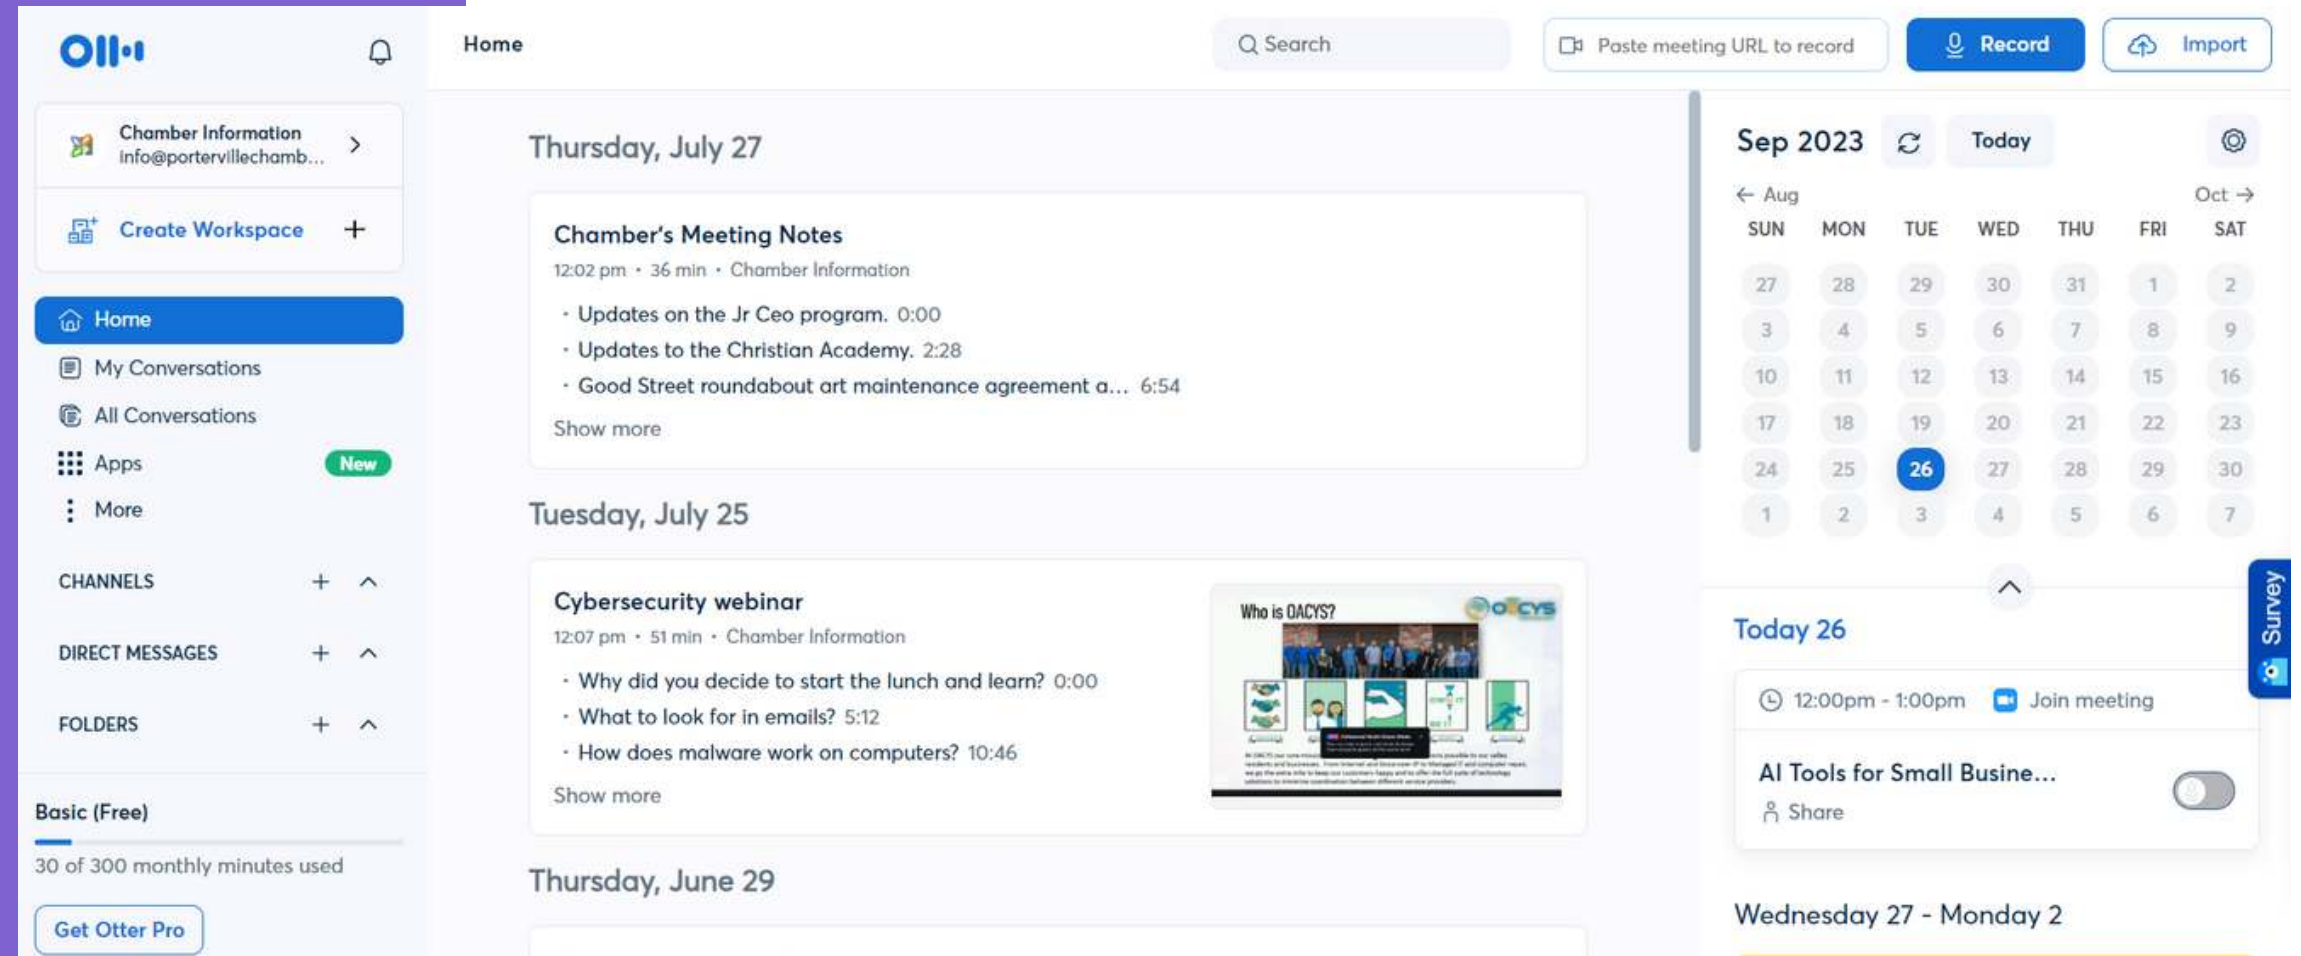 Chamber Information
info@portervillechamb...
Create Workspace
Home
My Conversations
All Conversations
Apps
New
More
CHANNELS
DIRECT MESSAGES
FOLDERS
Basic (Free)
30 of 300 monthly minutes used
Get Otter Pro
Home
Search
Paste meeting URL to record
Record
Import
Thursday, July 27
Chamber's Meeting Notes
12:02 pm · 36 min · Chamber Information
· Updates on the Jr Ceo program. 0:00
· Updates to the Christian Academy. 2:28
· Good Street roundabout art maintenance agreement a... 6:54
Show more
Tuesday, July 25
Cybersecurity webinar
12:07 pm · 51 min · Chamber Information
· Why did you decide to start the lunch and learn? 0:00
· What to look for in emails? 5:12
· How does malware work on computers? 10:46
Show more
Who is OACYS?
OACYS
Thursday, June 29
Sep 2023
Today
← Aug
Oct →
SUN MON TUE WED THU FRI SAT
27 28 29 30 31 1 2
3 4 5 6 7 8 9
10 11 12 13 14 15 16
17 18 19 20 21 22 23
24 25 26 27 28 29 30
1 2 3 4 5 6 7
Today 26
12:00pm - 1:00pm Join meeting
AI Tools for Small Busine...
Share
Wednesday 27 - Monday 2
Survey